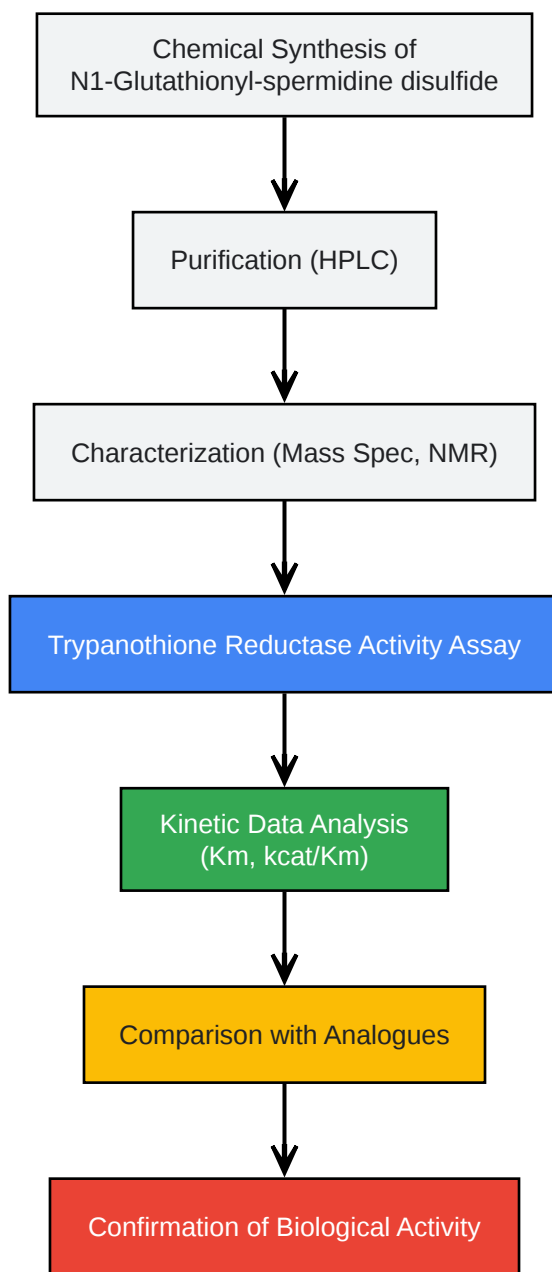 Chemical Synthesis of
N1-Glutathionyl-spermidine disulfide
Purification (HPLC)
Characterization (Mass Spec, NMR)
Trypanothione Reductase Activity Assay
Kinetic Data Analysis
(Km, kcat/Km)
Comparison with Analogues
Confirmation of Biological Activity